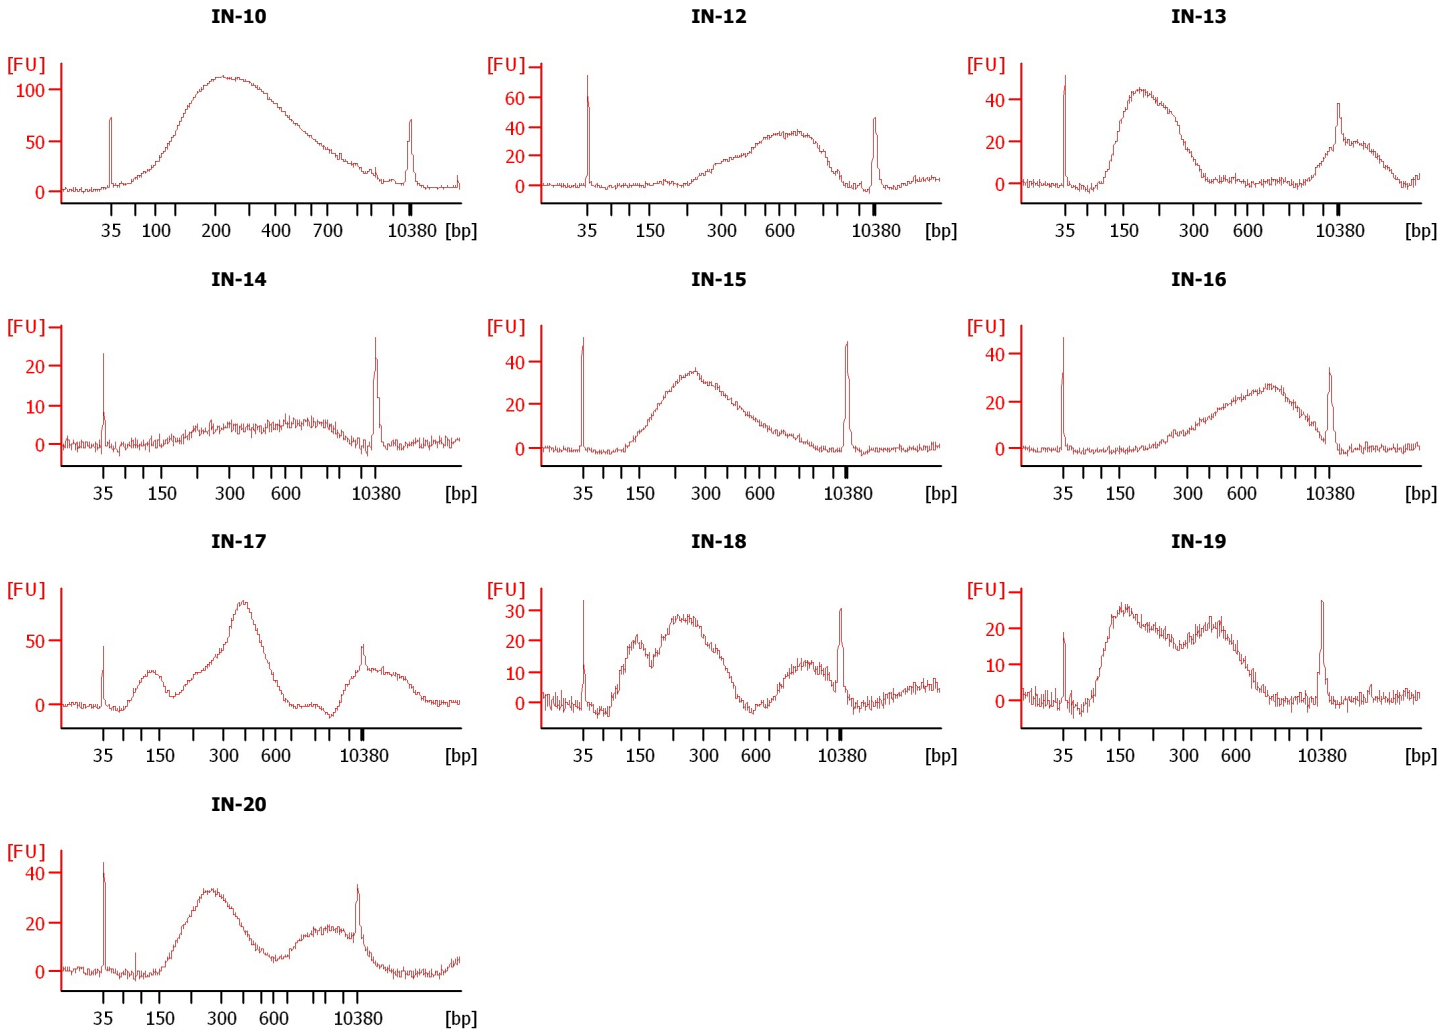 IN-10 IN-12 IN-13
[FU] [FU] [FU]
100 60 40
50 40 20
0 20 0
0
35 100 200 400 700 10380 [bp] 35 150 300 600 10380 [bp] 35 150 300 600 10380 [bp]
IN-14 IN-15 IN-16
[FU] [FU] [FU]
20 40 40
10 20 20
0 0 0
35 150 300 600 10380 [bp] 35 150 300 600 10380 [bp] 35 150 300 600 10380 [bp]
IN-17 IN-18 IN-19
[FU] [FU] [FU]
50 30 20
0 20 10
10 0
0
35 150 300 600 10380 [bp] 35 150 300 600 10380 [bp] 35 150 300 600 10380 [bp]
IN-20
[FU]
40
20
0
35 150 300 600 10380 [bp]